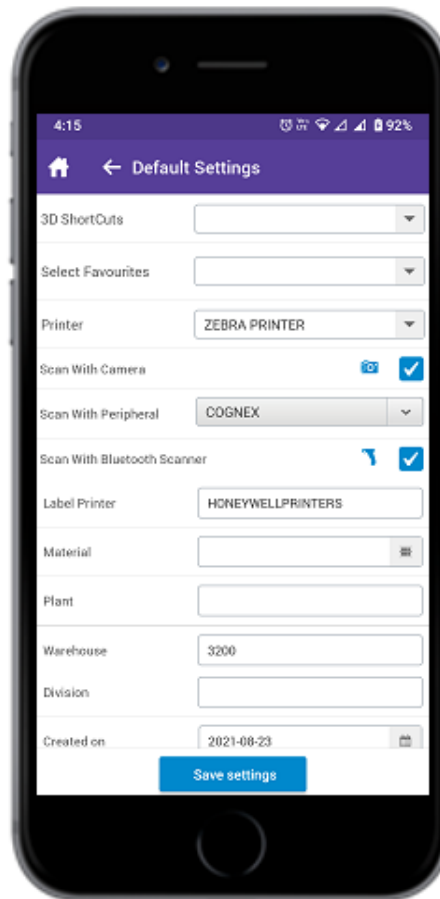 4:15 92%
Default Settings
3D ShortCuts
Select Favourites
Printer ZEBRA PRINTER
Scan With Camera
Scan With Peripheral COGNEX
Scan With Bluetooth Scanner
Label Printer HONEYWELLPRINTERS
Material
Plant
Warehouse 3200
Division
Created on 2021-08-23
Save settings